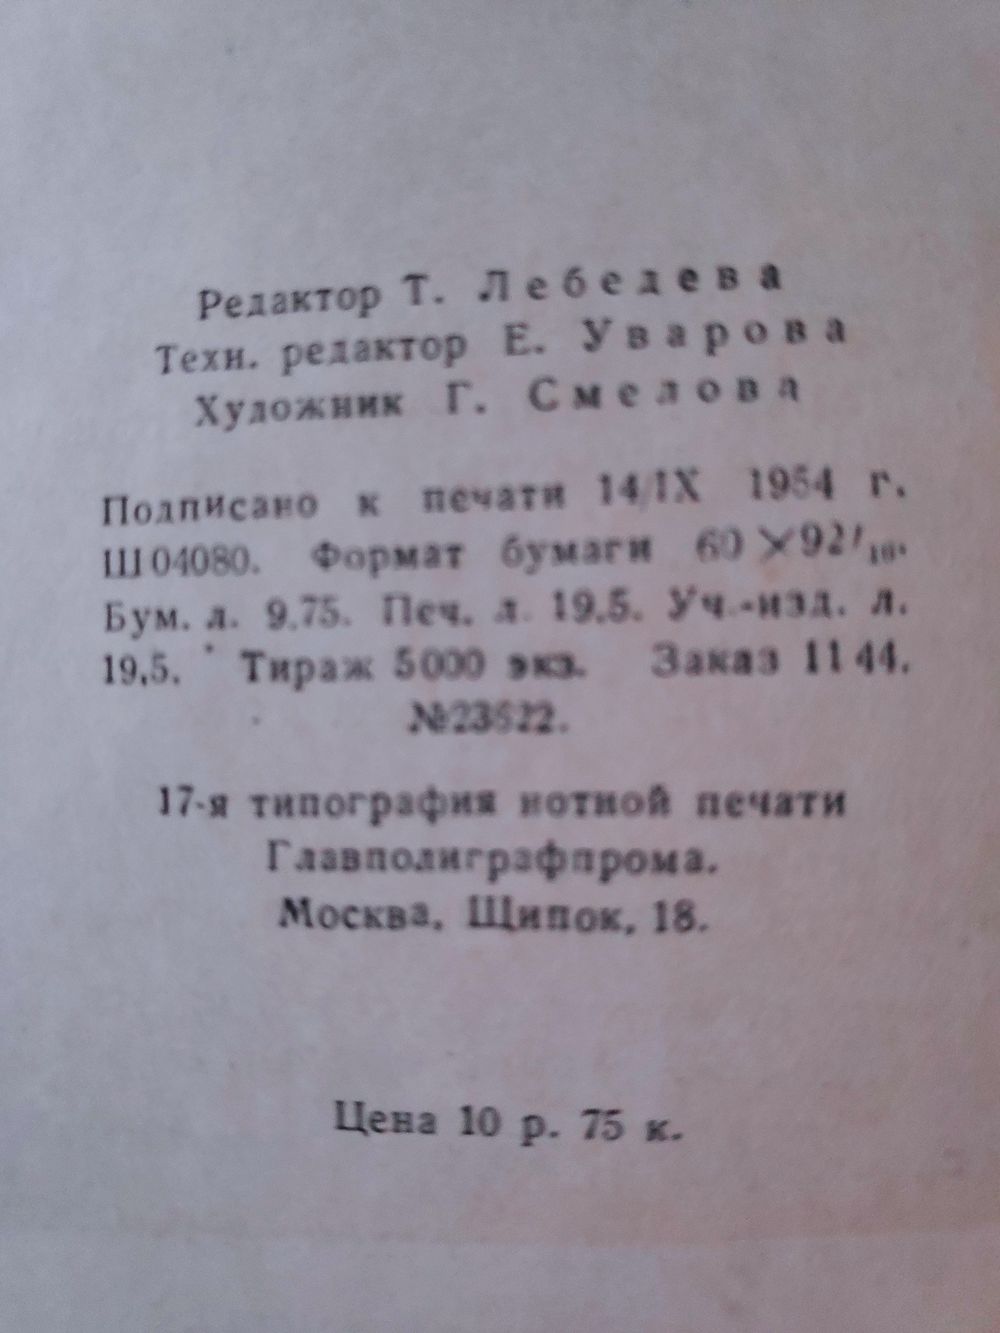 Редактор Т. Лебедева
Техн. редактор Е. Уварова
Художник Г. Смелова
Подписано к печати 14/IX 1954 г.
Ш 04080. Формат бумаги 60×92 1/16.
Бум. л. 9,75. Печ. л. 19,5. Уч.-изд. л.
19,5. Тираж 5000 экз. Заказ 1144.
17-я типография нотной печати
Главполиграфпрома.
Москва, Щипок, 18.
Цена 10 р. 75 к.